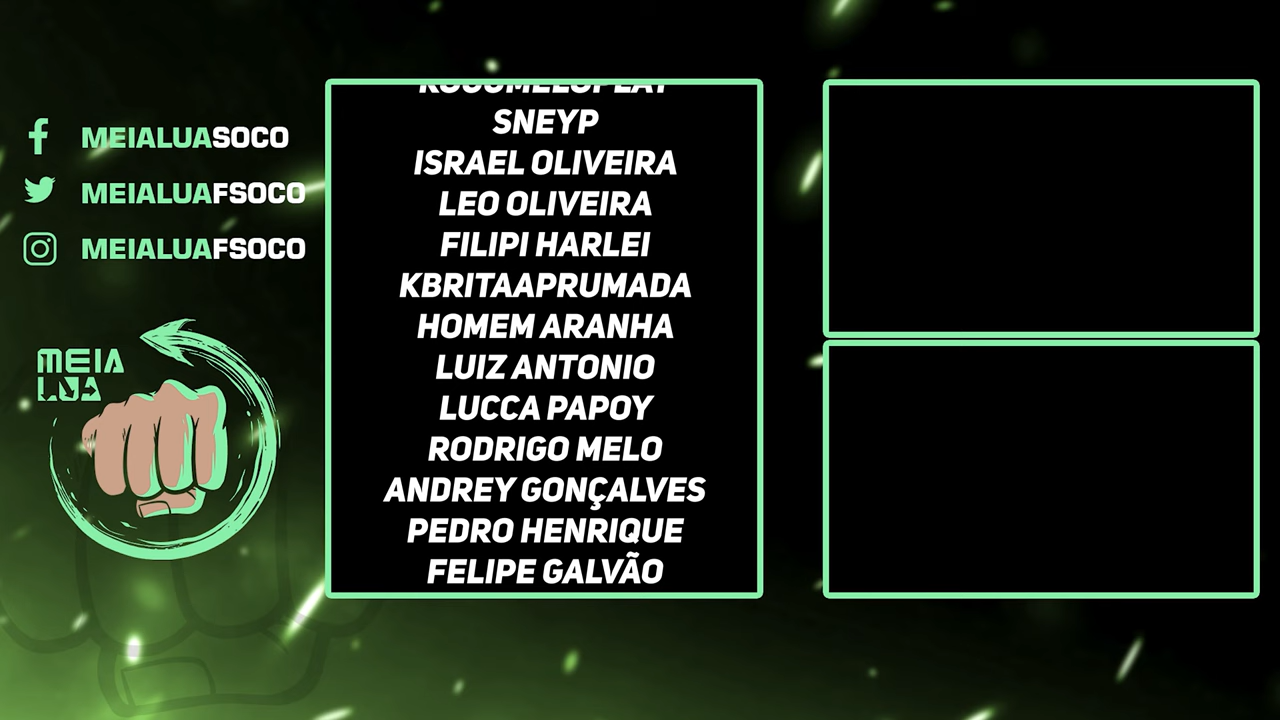 MEIALUASOCO
MEIALUAFSOCO
MEIALUAFSOCO
MEIA
LUA
SNEYP
ISRAEL OLIVEIRA
LEO OLIVEIRA
FILIPI HARLEI
KBRITAAPRUMADA
HOMEM ARANHA
LUIZ ANTONIO
LUCCA PAPOY
RODRIGO MELO
ANDREY GONÇALVES
PEDRO HENRIQUE
FELIPE GALVÃO